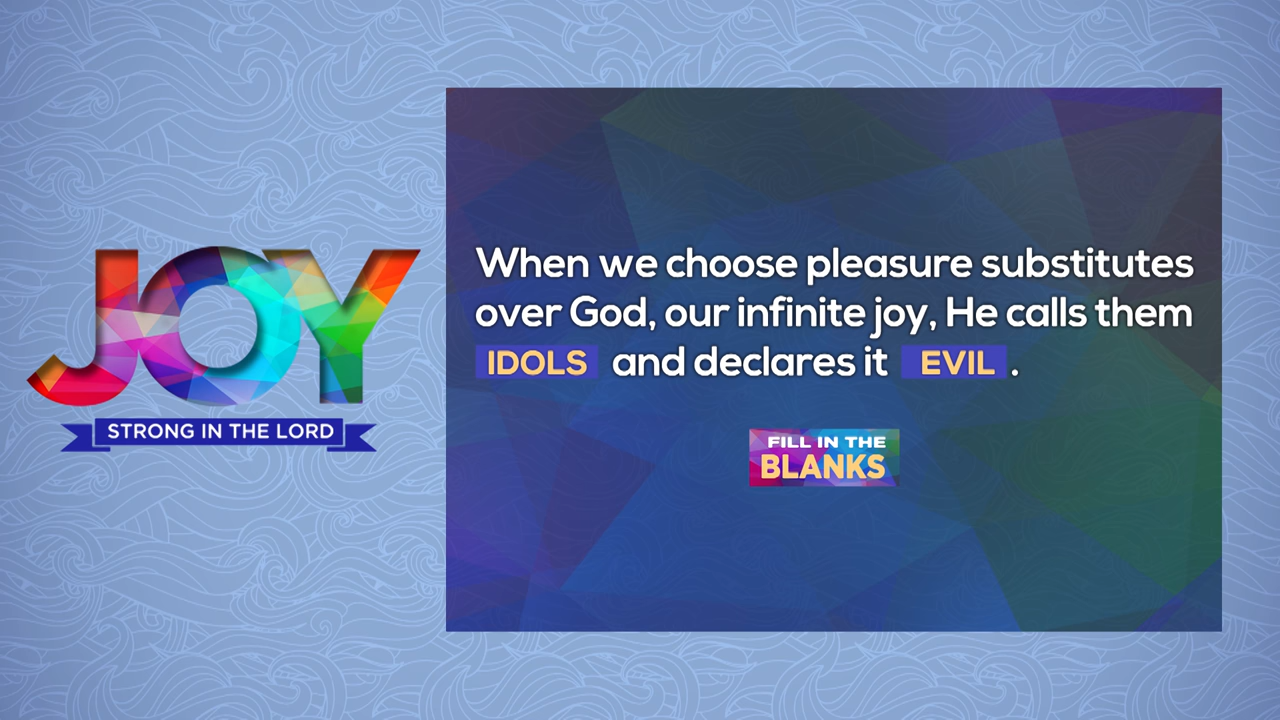 JOY
STRONG IN THE LORD
When we choose pleasure substitutes
over God, our infinite joy, He calls them
IDOLS and declares it EVIL .
FILL IN THE
BLANKS